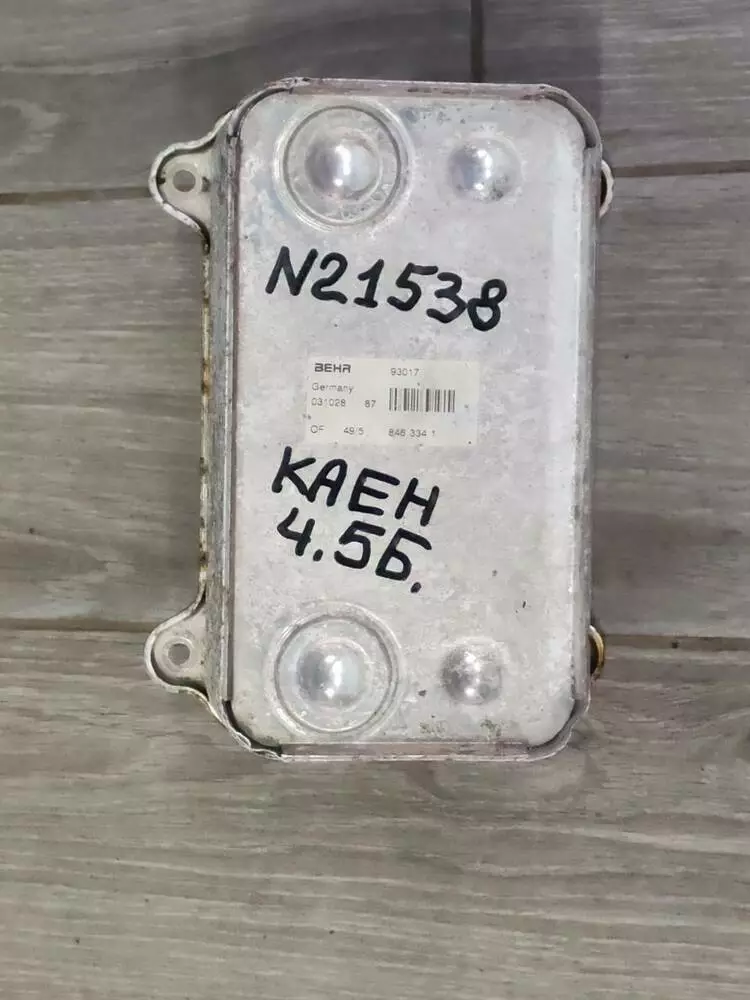 N21538
BEHR 93017
Germany
031028 87
OF 49/5 846 334 1
КАЕН
4.5Б.